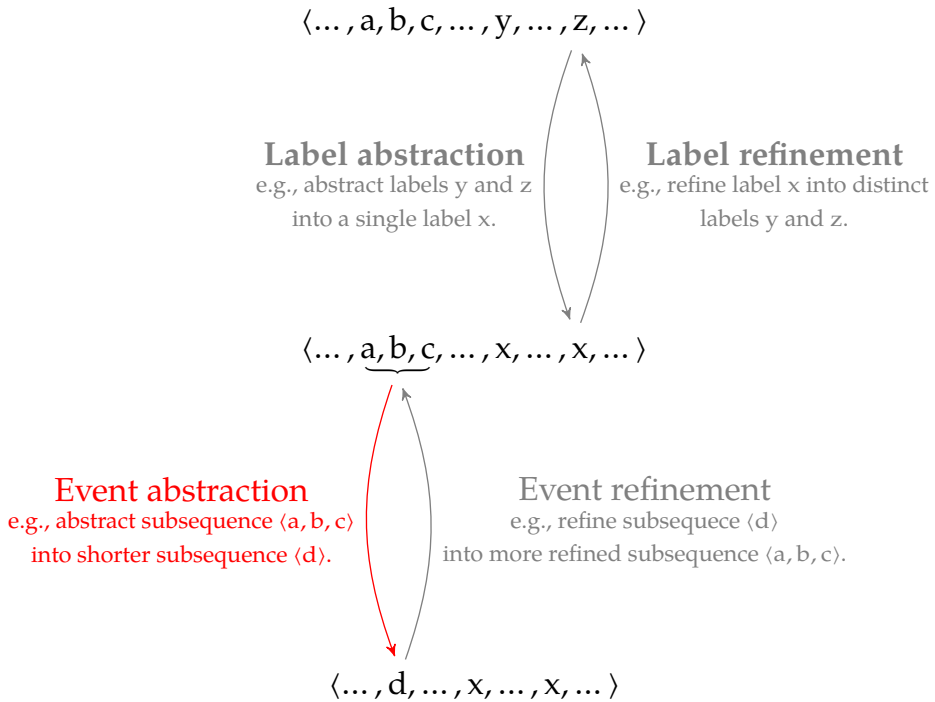 ⟨... , a, b, c, ... , y, ... , z, ... ⟩
Label abstraction
e.g., abstract labels y and z
into a single label x.
Label refinement
e.g., refine label x into distinct
labels y and z.
⟨... , a, b, c, ... , x, ... , x, ... ⟩
Event abstraction
e.g., abstract subsequence ⟨a, b, c⟩
into shorter subsequence ⟨d⟩.
Event refinement
e.g., refine subsequece ⟨d⟩
into more refined subsequence ⟨a, b, c⟩.
⟨... , d, ... , x, ... , x, ... ⟩